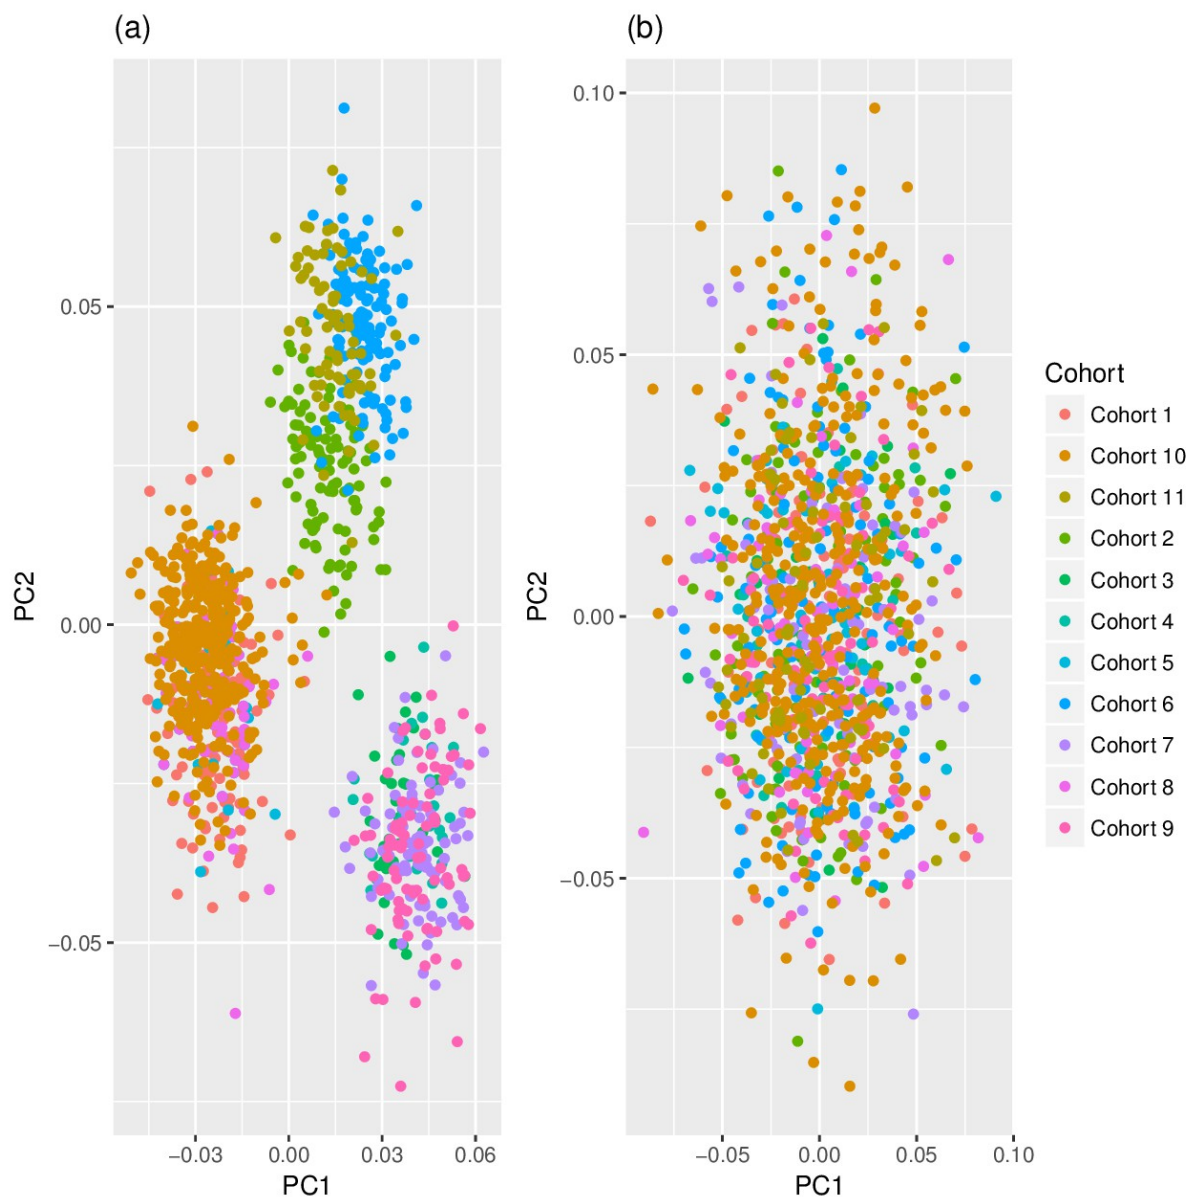 (a)
(b)
0.05
0.00
−0.05
PC2
−0.03
0.00
0.03
0.06
PC1
0.10
0.05
0.00
−0.05
PC2
−0.05
0.00
0.05
0.10
PC1
Cohort
Cohort 1
Cohort 10
Cohort 11
Cohort 2
Cohort 3
Cohort 4
Cohort 5
Cohort 6
Cohort 7
Cohort 8
Cohort 9